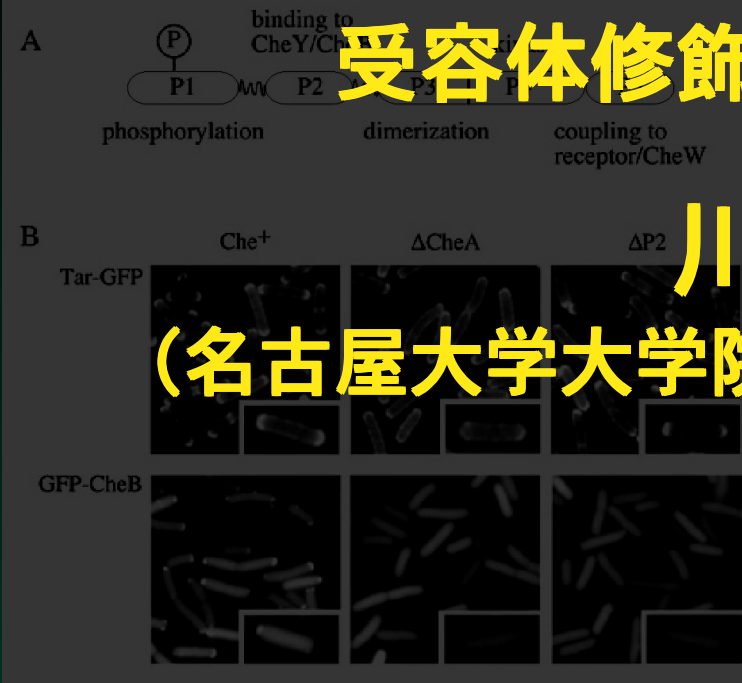 A
P
binding to
CheY/Ch
受容体修飾
P1
P2
P3
P
phosphorylation
dimerization
coupling to
receptor/CheW
B
Che+
ΔCheA
ΔP2
川
Tar-GFP
（名古屋大学大学院
GFP-CheB